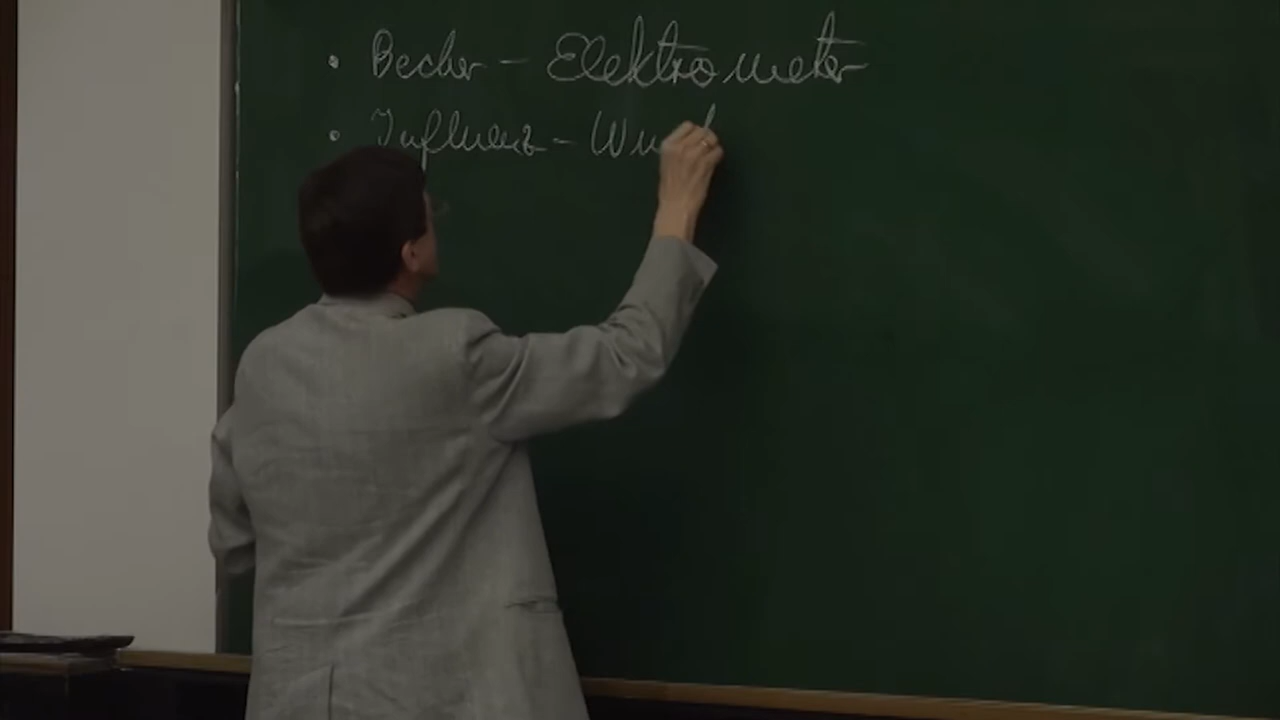 • Becher – Elektrometer
• Influenz –